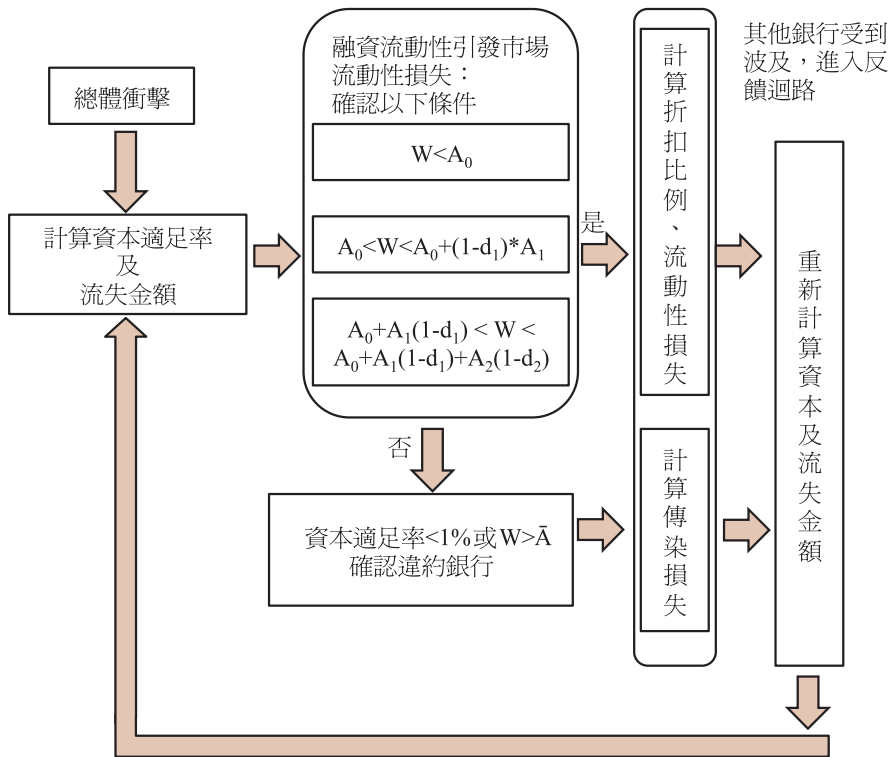 總體衝擊
計算資本適足率
及
流失金額
融資流動性引發市場
流動性損失：
確認以下條件
W<A₀
A₀<W<A₀+(1-d₁)*A₁
A₀+A₁(1-d₁) < W <
A₀+A₁(1-d₁)+A₂(1-d₂)
是
否
資本適足率<1%或W>Ā
確認違約銀行
計算折扣比例、流動性損失
計算傳染損失
其他銀行受到
波及，進入反
饋迴路
重新計算資本及流失金額